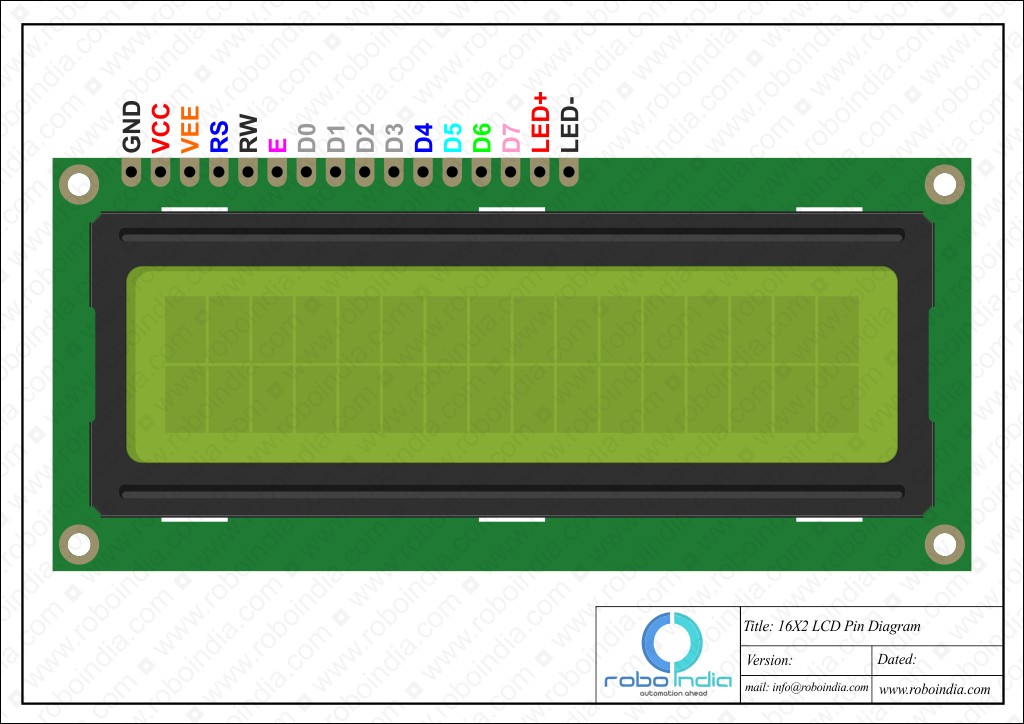 GND VCC VEE RS RW E D0 D1 D2 D3 D4 D5 D6 D7 LED+ LED-
Title: 16X2 LCD Pin Diagram
Version:
Dated:
robo india
automation ahead
mail: info@roboindia.com
www.roboindia.com